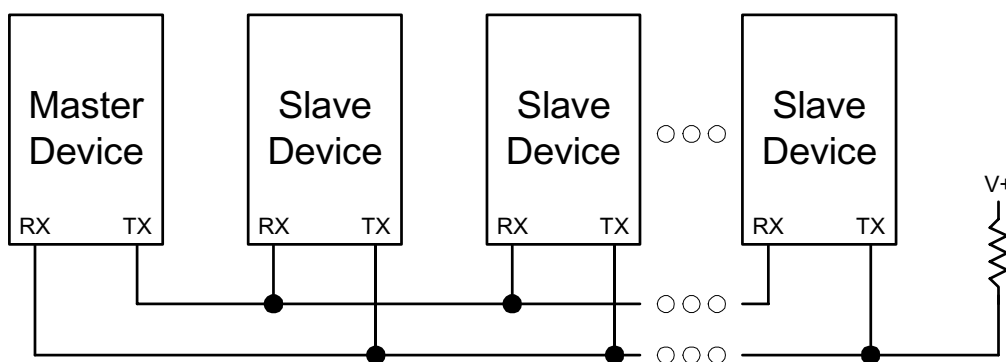 Master
Device
Slave
Device
Slave
Device
Slave
Device
RX TX
RX TX
RX TX
RX TX
V+